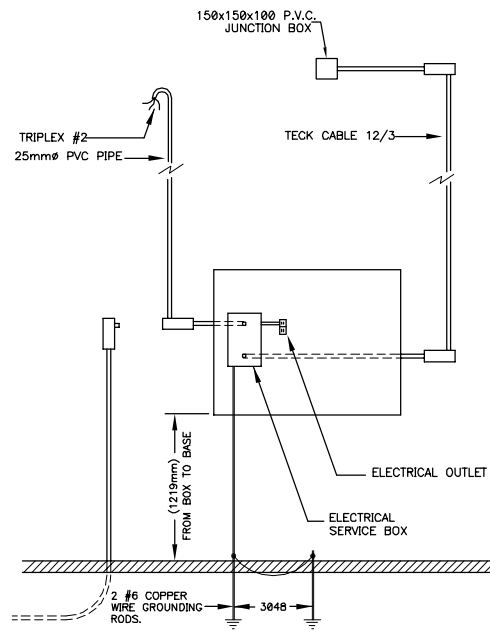 150x150x100 P.V.C.
JUNCTION BOX
TRIPLEX #2
25mmø PVC PIPE
TECK CABLE 12/3
(1219mm)
FROM BOX TO BASE
ELECTRICAL OUTLET
ELECTRICAL
SERVICE BOX
2 #6 COPPER
WIRE GROUNDING
RODS.
3048